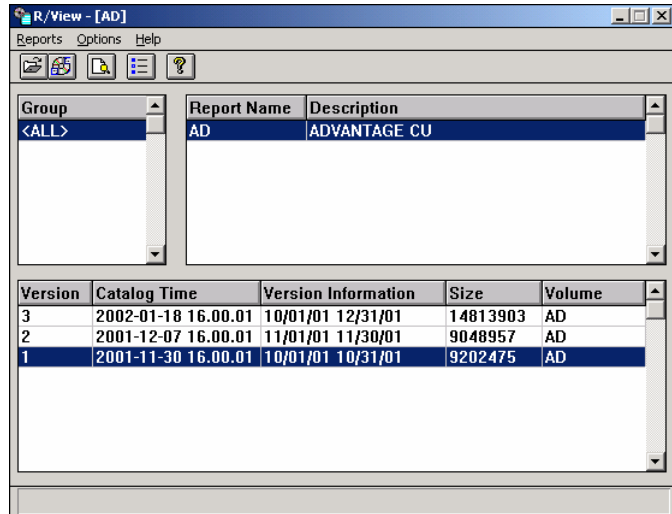 R/View - [AD]
Reports Options Help
Group
<ALL>
Report Name Description
AD ADVANTAGE CU
Version Catalog Time Version Information Size Volume
3 2002-01-18 16.00.01 10/01/01 12/31/01 14813903 AD
2 2001-12-07 16.00.01 11/01/01 11/30/01 9048957 AD
1 2001-11-30 16.00.01 10/01/01 10/31/01 9202475 AD